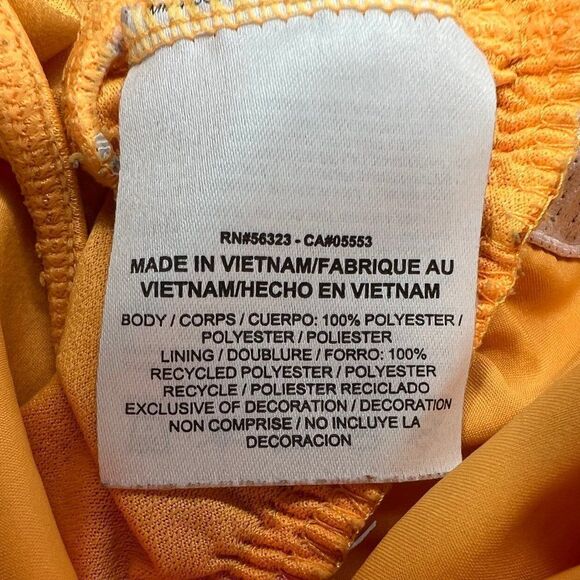 RN#56323 - CA#05553
MADE IN VIETNAM/FABRIQUE AU
VIETNAM/HECHO EN VIETNAM
BODY / CORPS / CUERPO: 100% POLYESTER /
POLYESTER / POLIESTER
LINING / DOUBLURE / FORRO: 100%
RECYCLED POLYESTER / POLYESTER
RECYCLE / POLIESTER RECICLADO
EXCLUSIVE OF DECORATION / DECORATION
NON COMPRISE / NO INCLUYE LA
DECORACION